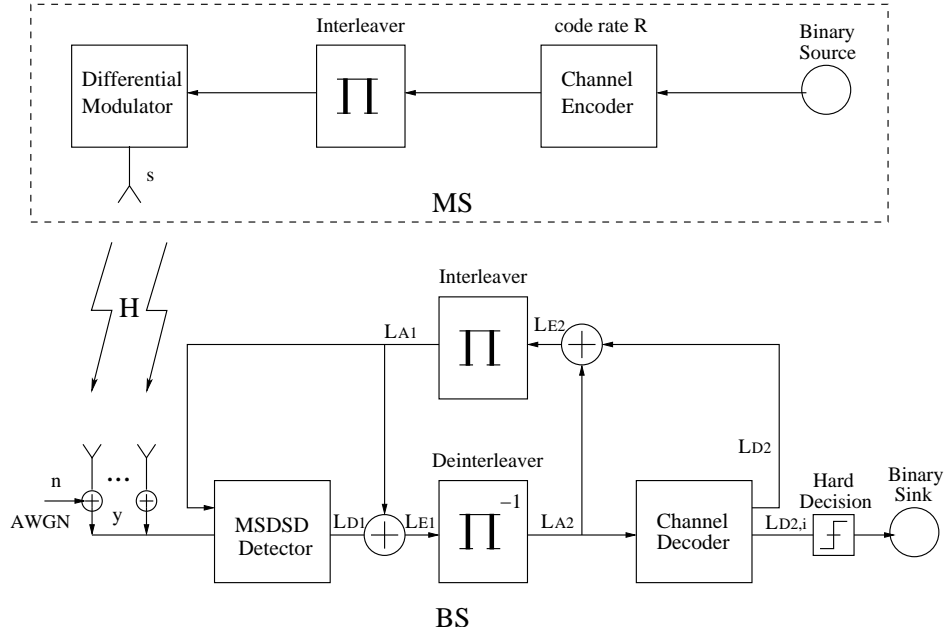 Interleaver
code rate R
Binary
Source
Differential
Modulator
∏
Channel
Encoder
s
MS
H
Interleaver
LA1
∏
LE2
LD2
Deinterleaver
Hard
Decision
Binary
Sink
n
AWGN
...
y
MSDSD
Detector
LD1
LE1
∏−1
LA2
Channel
Decoder
LD2,i
BS